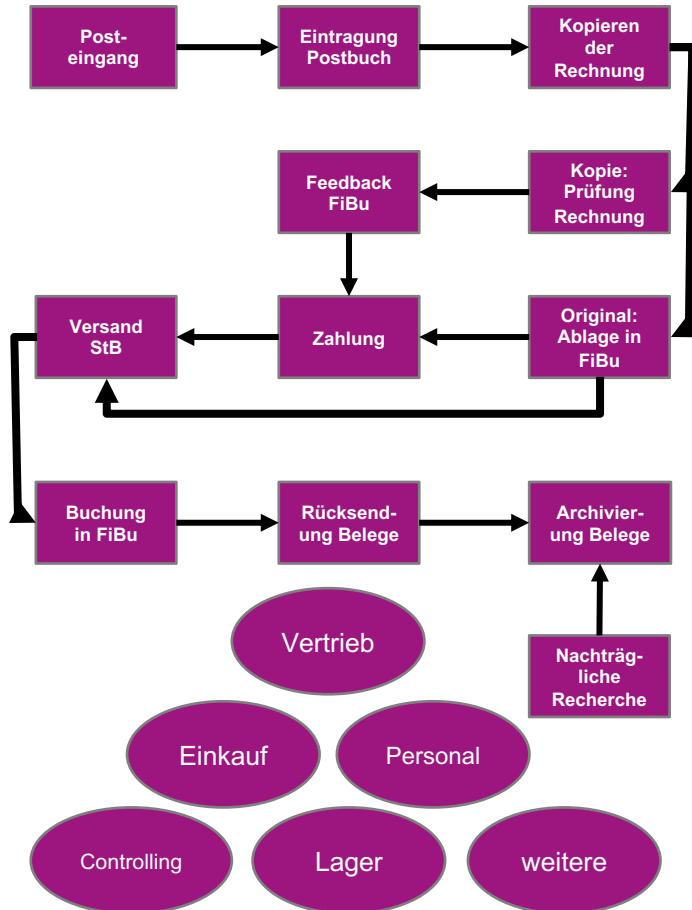 Post-
eingang
Eintragung
Postbuch
Kopieren
der
Rechnung
Feedback
FiBu
Kopie:
Prüfung
Rechnung
Versand
StB
Zahlung
Original:
Ablage in
FiBu
Buchung
in FiBu
Rücksend-
ung Belege
Archivier-
ung Belege
Vertrieb
Nachträg-
liche
Recherche
Einkauf
Personal
Controlling
Lager
weitere